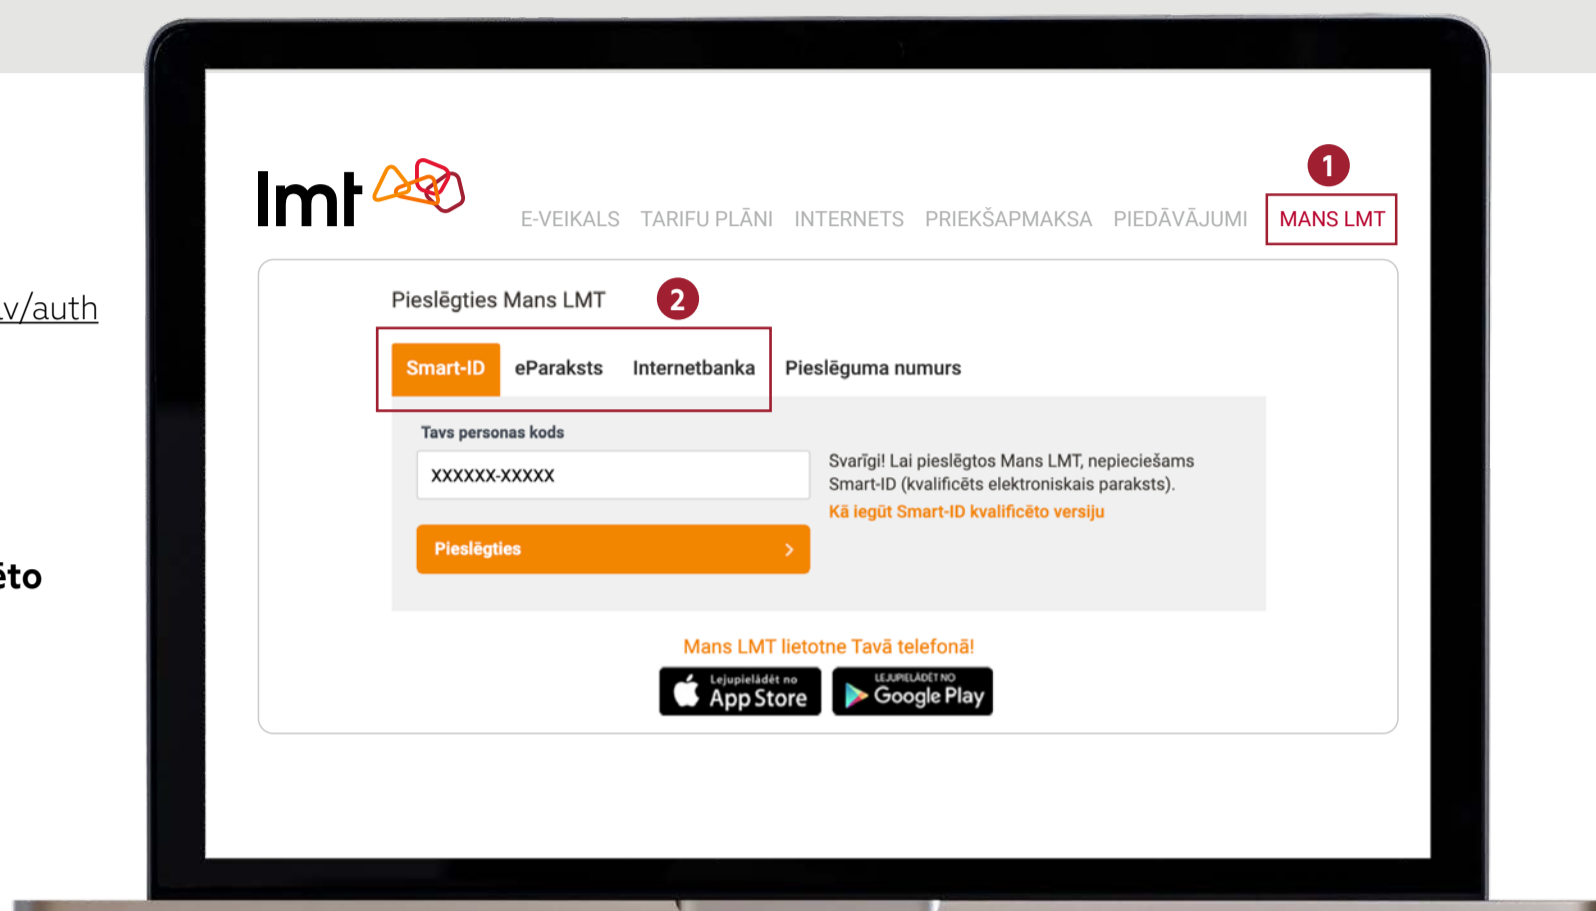 lmt
1
E-VEIKALS TARIFU PLĀNI INTERNETS PRIEKŠAPMAKSA PIEDĀVĀJUMI MANS LMT
v/auth
Pieslēgties Mans LMT 2
Smart-ID eParaksts Internetbanka Pieslēguma numurs
Tavs personas kods
XXXXXX-XXXXX
Svarīgi! Lai pieslēgtos Mans LMT, nepieciešams
Smart-ID (kvalificēts elektroniskais paraksts).
Kā iegūt Smart-ID kvalificēto versiju
Pieslēgties
ēto
Mans LMT lietotne Tavā telefonā!
Lejupielādēt no
App Store
LEJUPIELĀDĒT NO
Google Play